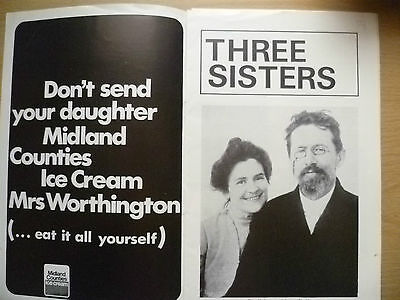 Don't send
your daughter
Midland
Counties
Ice Cream
Mrs Worthington
(... eat it all yourself)
Midland
Counties
ice cream
THREE
SISTERS